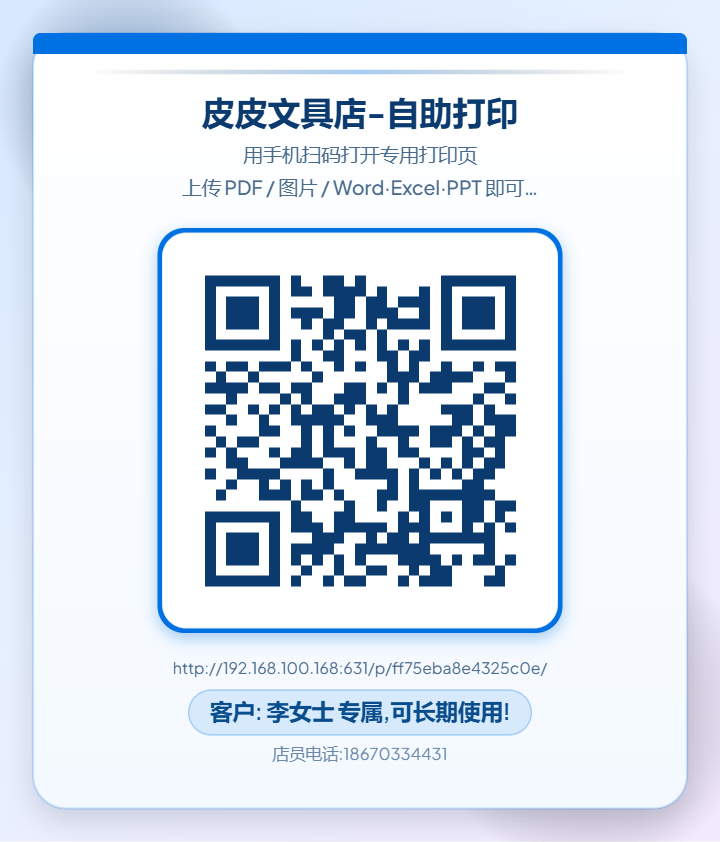 皮皮文具店-自助打印
用手机扫码打开专用打印页
上传 PDF / 图片 / Word·Excel·PPT 即可...
http://192.168.100.168:631/p/ff75eba8e4325c0e/
客户: 李女士 专属,可长期使用!
店员电话:18670334431